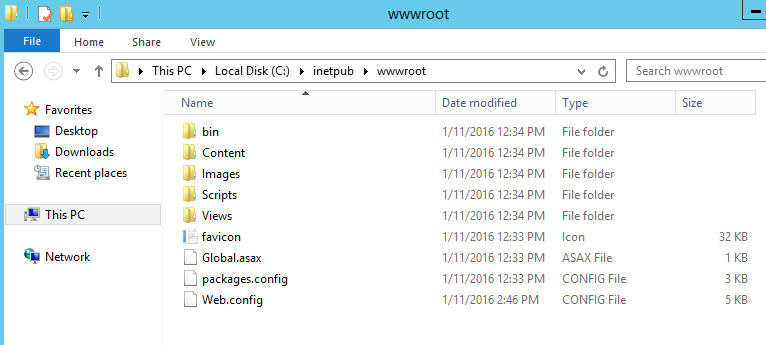 wwwroot
File Home Share View
This PC Local Disk (C:) inetpub wwwroot Search wwwroot
Name Date modified Type Size
Favorites
Desktop
Downloads
Recent places
This PC
Network
bin 1/11/2016 12:34 PM File folder
Content 1/11/2016 12:34 PM File folder
Images 1/11/2016 12:34 PM File folder
Scripts 1/11/2016 12:34 PM File folder
Views 1/11/2016 12:34 PM File folder
favicon 1/11/2016 12:33 PM Icon 32 KB
Global.asax 1/11/2016 12:33 PM ASAX File 1 KB
packages.config 1/11/2016 12:33 PM CONFIG File 3 KB
Web.config 1/11/2016 2:46 PM CONFIG File 5 KB